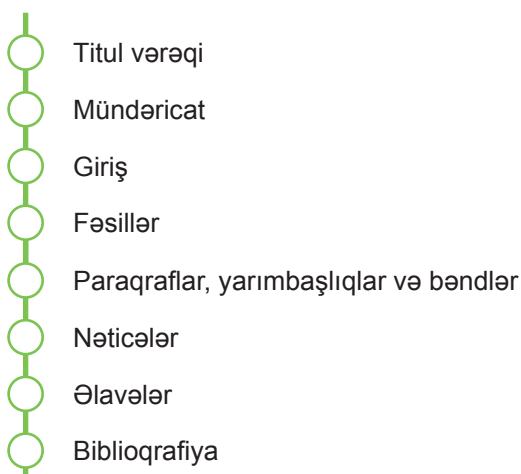 Titul vərəqi
Mündəricat
Giriş
Fəsillər
Paraqraflar, yarımbaşlıqlar və bəndlər
Nəticələr
Əlavələr
Biblioqrafiya